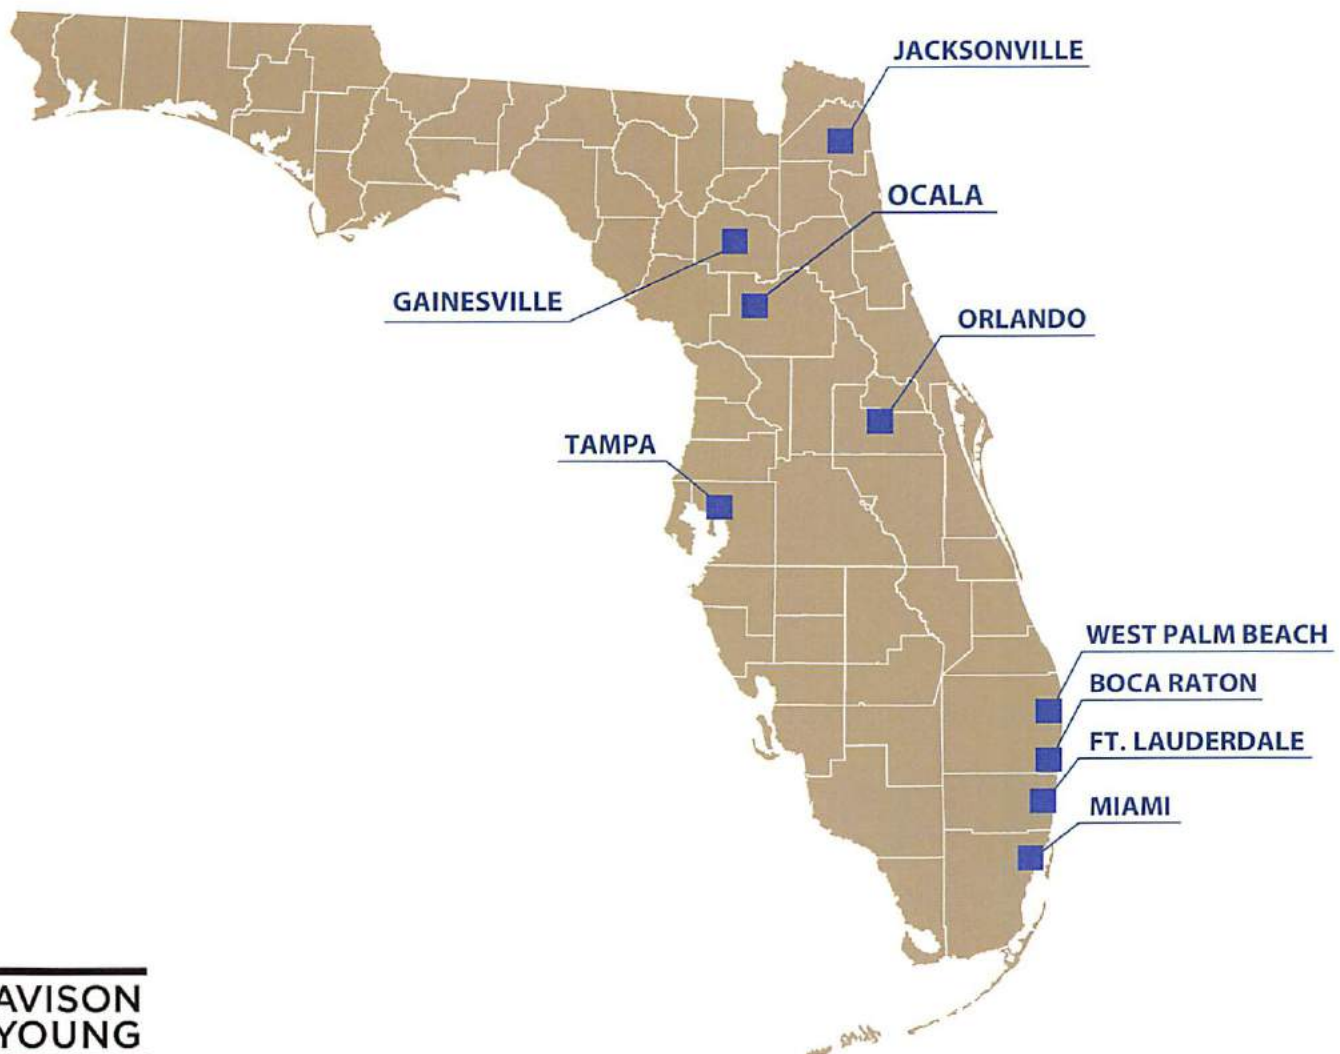 JACKSONVILLE
OCALA
GAINESVILLE
ORLANDO
TAMPA
WEST PALM BEACH
BOCA RATON
FT. LAUDERDALE
MIAMI
AVISON
YOUNG